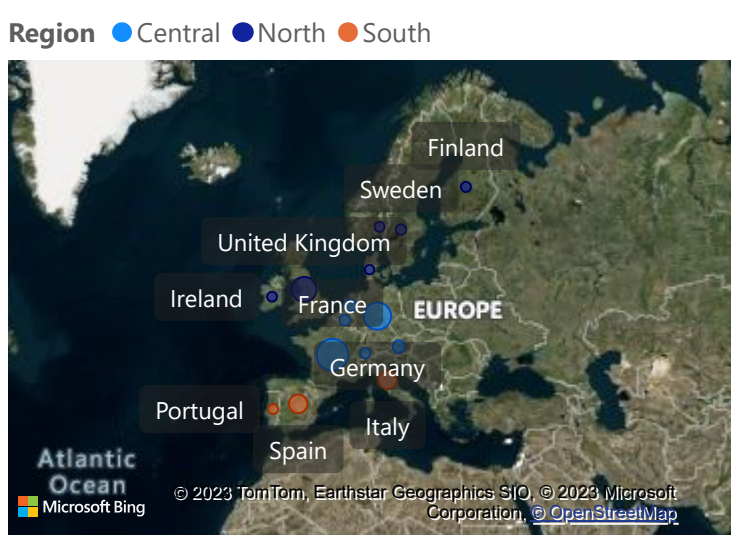 Region Central North South
Finland
Sweden
United Kingdom
Ireland
France
EUROPE
Germany
Portugal
Italy
Spain
Atlantic
Ocean
Microsoft Bing
© 2023 TomTom, Earthstar Geographics SIO, © 2023 Microsoft
Corporation, © OpenStreetMap